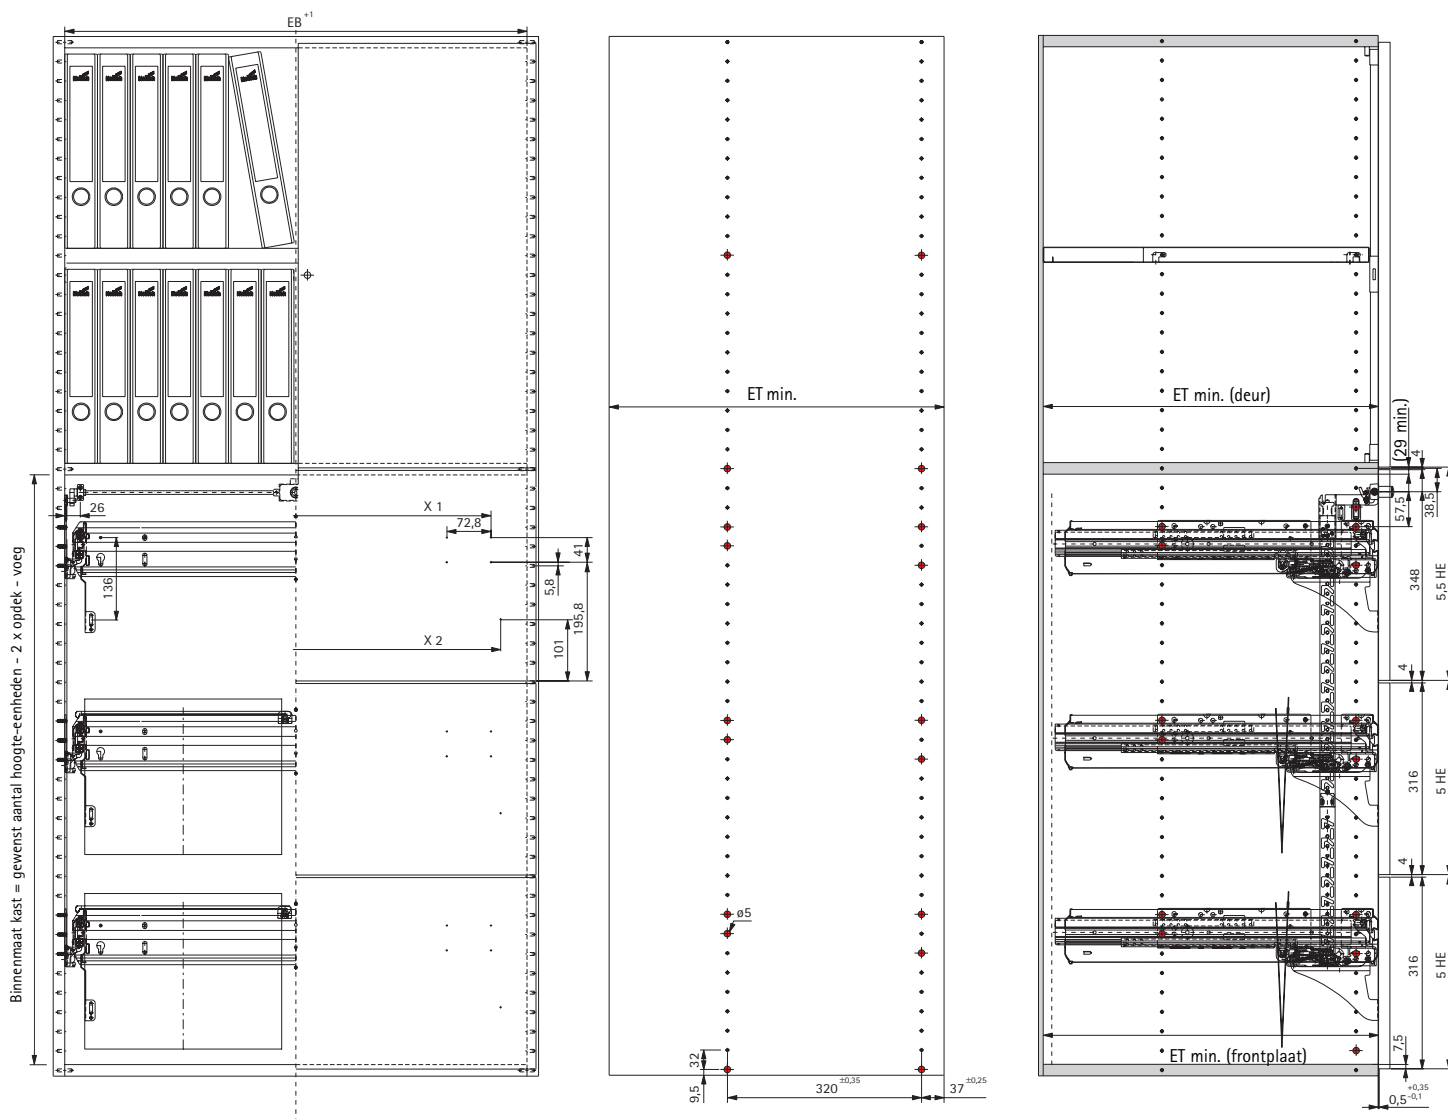 EB +1
ET min.
ET min. (deur)
(29 min.)
4
38,5
57,5
26
X 1
72,8
41
5,8
136
195,8
348
5,5 HE
X 2
101
4
Binnenmaat kast = gewenst aantal hoogte-eenheden - 2 x opdek - voeg
316
5 HE
4
ø5
316
5 HE
ET min. (frontplaat)
7,5
32
9,5
320 ±0,35
37 ±0,25
0,5 +0,35 -0,1